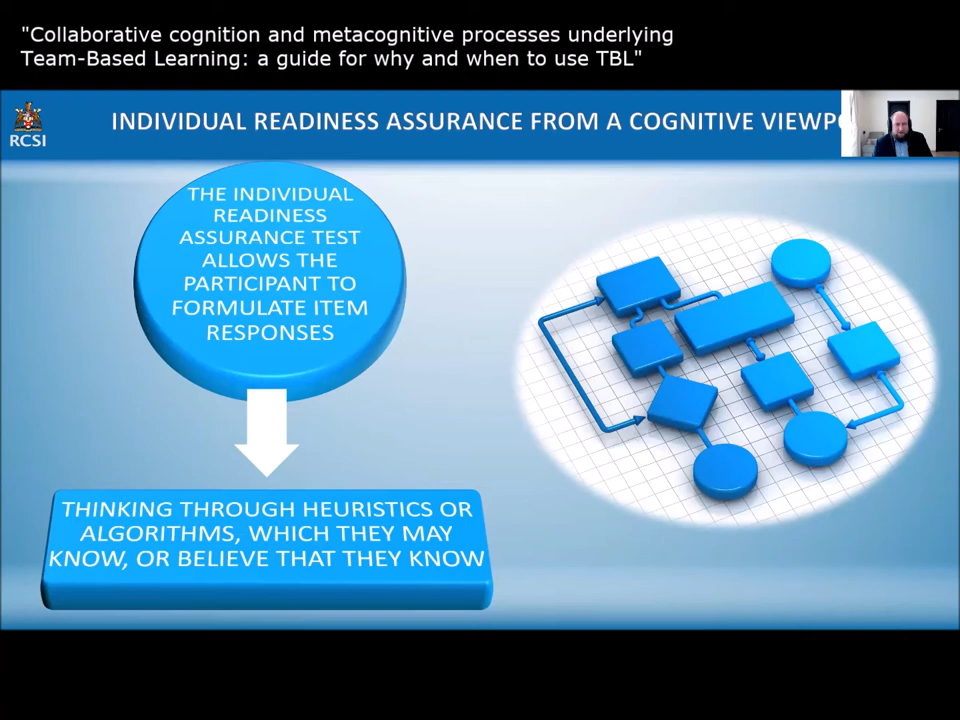 "Collaborative cognition and metacognitive processes underlying
Team-Based Learning: a guide for why and when to use TBL"
RCSI
INDIVIDUAL READINESS ASSURANCE FROM A COGNITIVE
THE INDIVIDUAL
READINESS
ASSURANCE TEST
ALLOWS THE
PARTICIPANT TO
FORMULATE ITEM
RESPONSES
THINKING THROUGH HEURISTICS OR
ALGORITHMS, WHICH THEY MAY
KNOW, OR BELIEVE THAT THEY KNOW